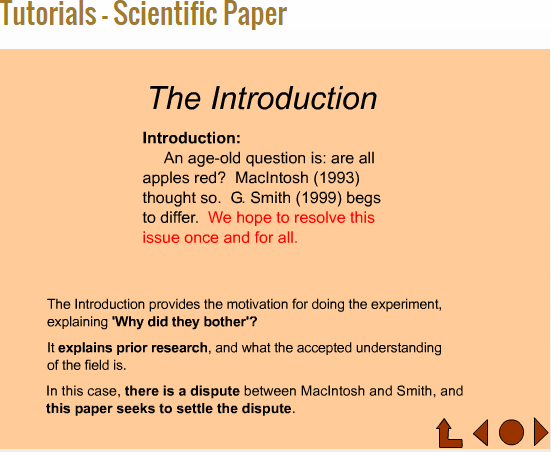 Tutorials - Scientific Paper
The Introduction
Introduction:
An age-old question is: are all
apples red? MacIntosh (1993)
thought so. G. Smith (1999) begs
to differ. We hope to resolve this
issue once and for all.
The Introduction provides the motivation for doing the experiment,
explaining 'Why did they bother'?
It explains prior research, and what the accepted understanding
of the field is.
In this case, there is a dispute between MacIntosh and Smith, and
this paper seeks to settle the dispute.